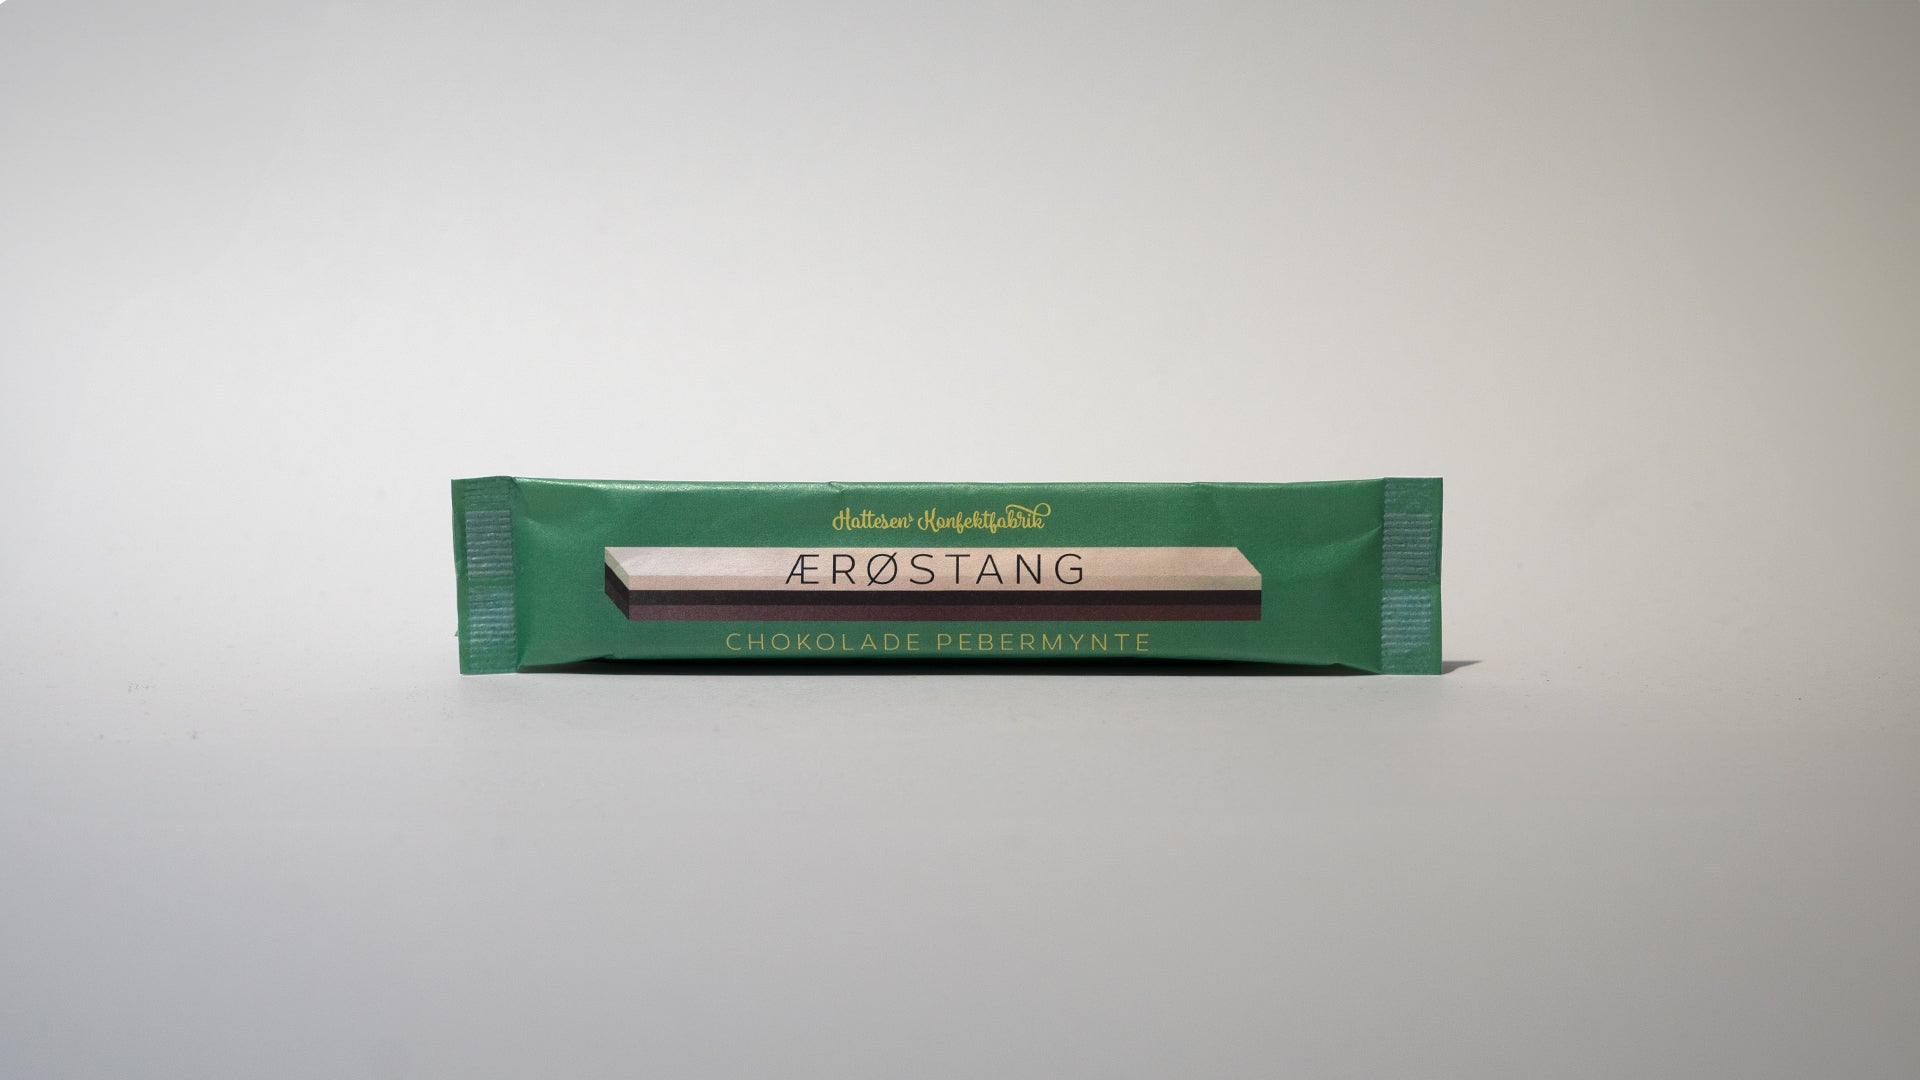 Hattesens Konfektfabrik
ÆRØSTANG
CHOKOLADE PEBERMYNTE